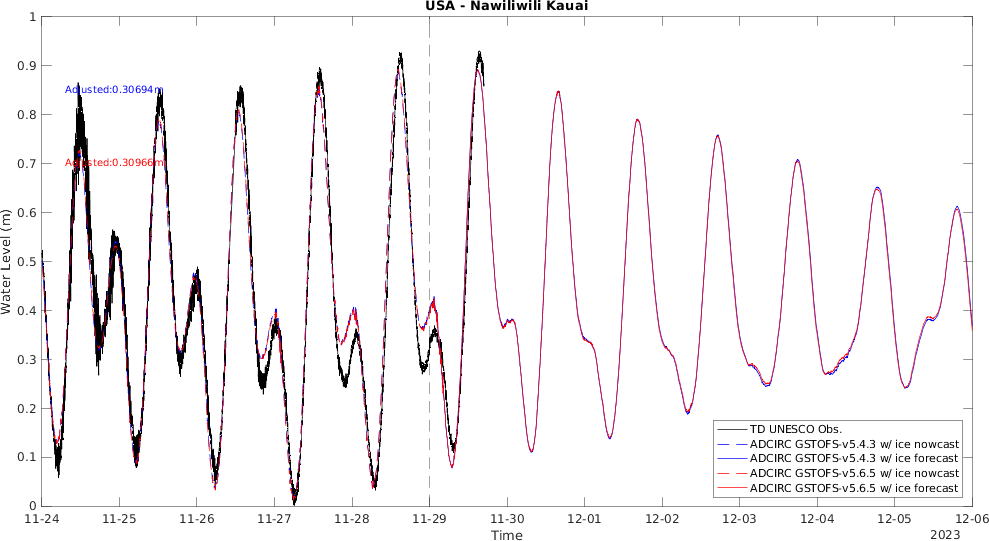 USA - Nawiliwili Kauai
1
0.9
0.8
0.7
0.6
0.5
0.4
0.3
0.2
0.1
0
Water Level (m)
Adjusted:0.30694m
Adjusted:0.30966m
TD UNESCO Obs.
ADCIRC GSTOFS-v5.4.3 w/ ice nowcast
ADCIRC GSTOFS-v5.4.3 w/ ice forecast
ADCIRC GSTOFS-v5.6.5 w/ ice nowcast
ADCIRC GSTOFS-v5.6.5 w/ ice forecast
11-24 11-25 11-26 11-27 11-28 11-29 11-30 12-01 12-02 12-03 12-04 12-05 12-06
Time
2023